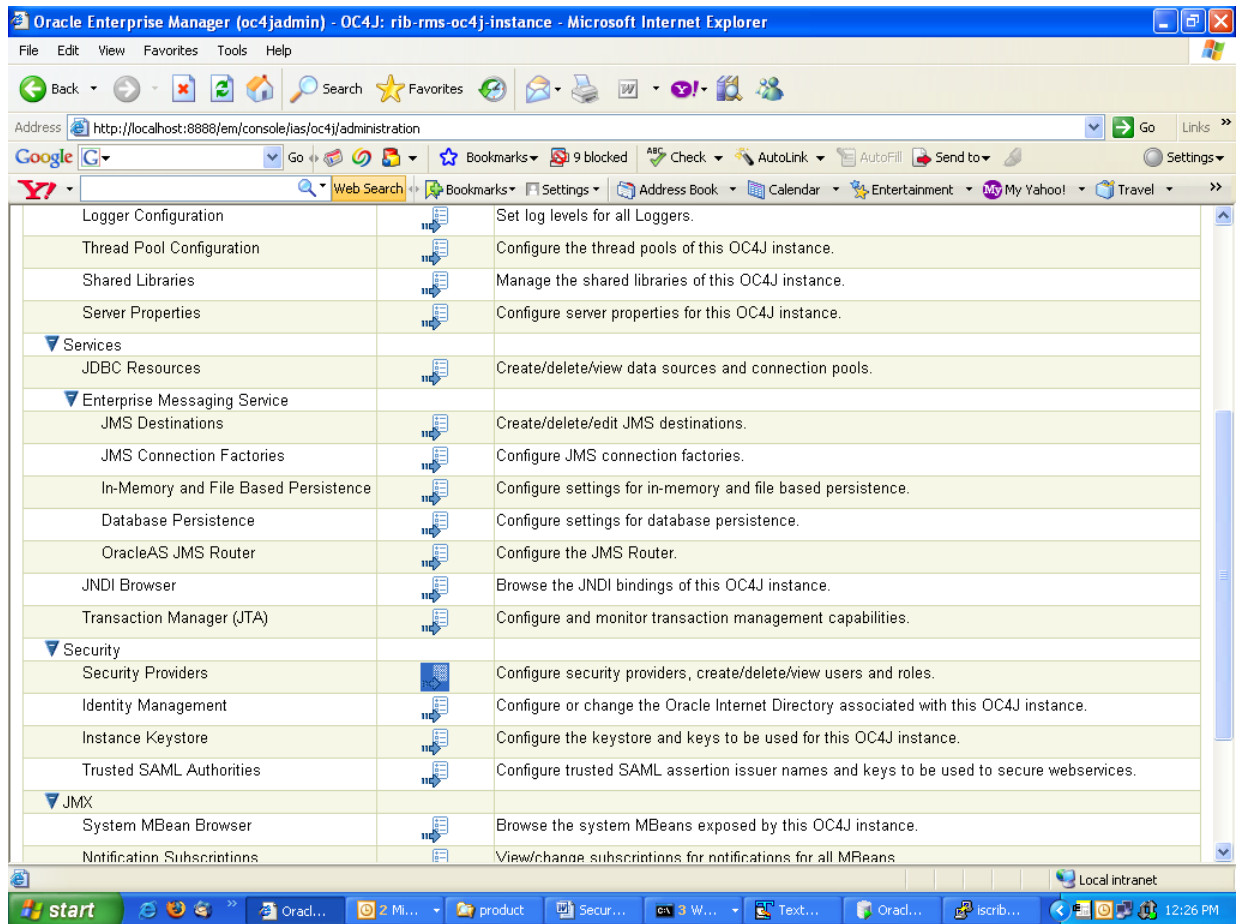 Oracle Enterprise Manager (oc4jadmin) - OC4J: rib-rms-oc4j-instance - Microsoft Internet Explorer
File Edit View Favorites Tools Help
Back Search Favorites
Address http://localhost:8888/em/console/ias/oc4j/administration Go Links »
Google G Go Bookmarks 9 blocked ABC Check AutoLink AutoFill Send to Settings
Y! Web Search Bookmarks Settings Address Book Calendar Entertainment My My Yahoo! Travel »
Logger Configuration Set log levels for all Loggers.
Thread Pool Configuration Configure the thread pools of this OC4J instance.
Shared Libraries Manage the shared libraries of this OC4J instance.
Server Properties Configure server properties for this OC4J instance.
Services
JDBC Resources Create/delete/view data sources and connection pools.
Enterprise Messaging Service
JMS Destinations Create/delete/edit JMS destinations.
JMS Connection Factories Configure JMS connection factories.
In-Memory and File Based Persistence Configure settings for in-memory and file based persistence.
Database Persistence Configure settings for database persistence.
OracleAS JMS Router Configure the JMS Router.
JNDI Browser Browse the JNDI bindings of this OC4J instance.
Transaction Manager (JTA) Configure and monitor transaction management capabilities.
Security
Security Providers Configure security providers, create/delete/view users and roles.
Identity Management Configure or change the Oracle Internet Directory associated with this OC4J instance.
Instance Keystore Configure the keystore and keys to be used for this OC4J instance.
Trusted SAML Authorities Configure trusted SAML assertion issuer names and keys to be used to secure webservices.
JMX
System MBean Browser Browse the system MBeans exposed by this OC4J instance.
Notification Subscriptions View/change subscriptions for notifications for all MBeans
Local intranet
start » Oracl... 2 Mi... product Secur... 3 W... Text... Oracl... iscrib... 12:26 PM